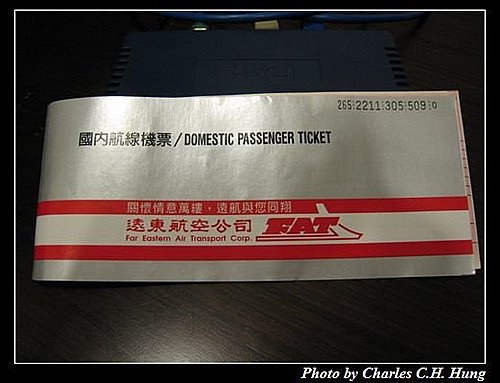 265:2211:305:509:0
國內航線機票/DOMESTIC PASSENGER TICKET
關懷情意萬縷，遠航與您同翔
遠東航空公司
Far Eastern Air Transport Corp.
FAT
Photo by Charles C.H. Hung